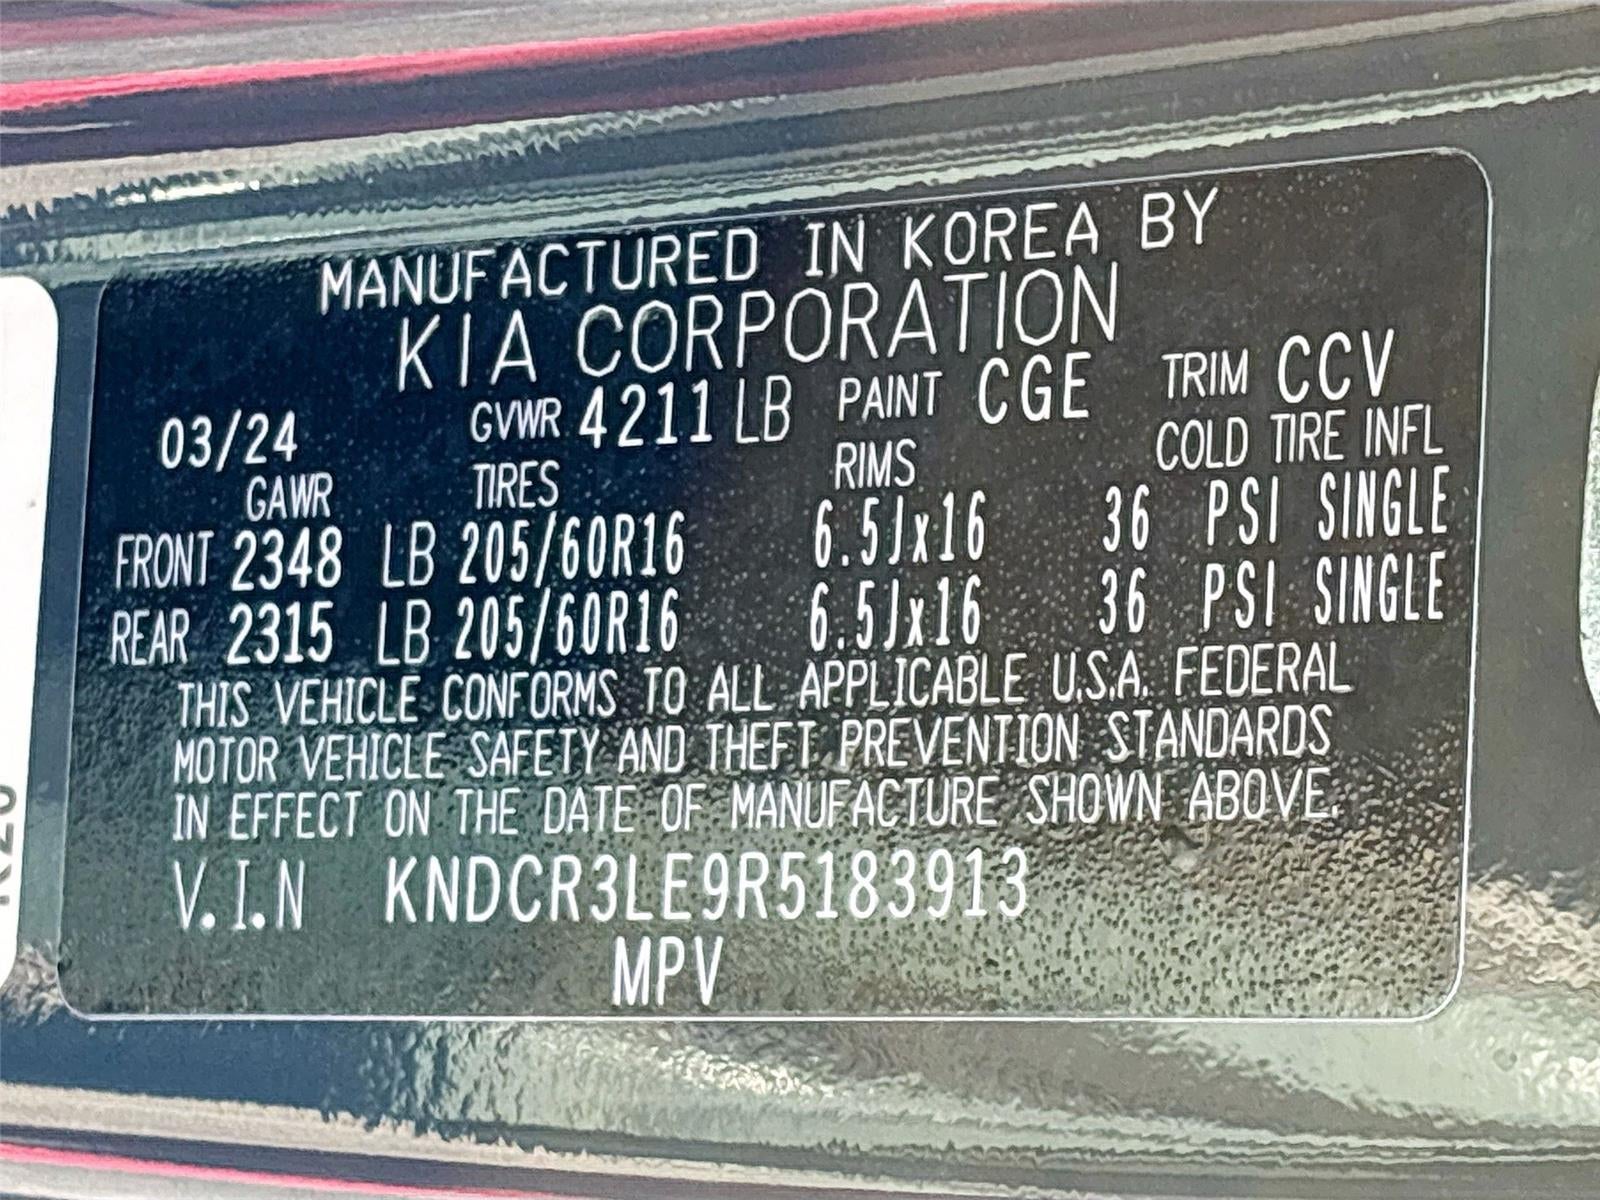 MANUFACTURED IN KOREA BY
KIA CORPORATION
03/24 GVWR 4211 LB PAINT CGE TRIM CCV
GAWR TIRES RIMS COLD TIRE INFL
FRONT 2348 LB 205/60R16 6.5Jx16 36 PSI SINGLE
REAR 2315 LB 205/60R16 6.5Jx16 36 PSI SINGLE
THIS VEHICLE CONFORMS TO ALL APPLICABLE U.S.A. FEDERAL
MOTOR VEHICLE SAFETY AND THEFT PREVENTION STANDARDS
IN EFFECT ON THE DATE OF MANUFACTURE SHOWN ABOVE.
V.I.N KNDCR3LE9R5183913
MPV